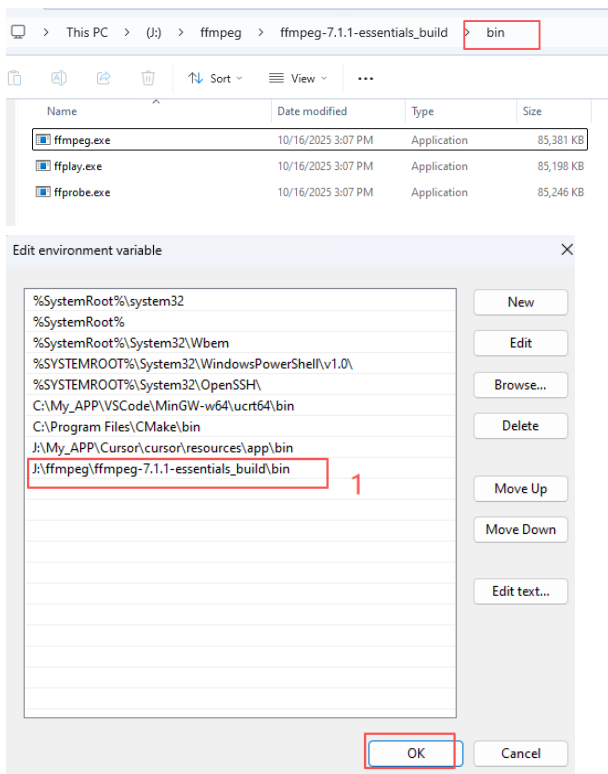 This PC > (J:) > ffmpeg > ffmpeg-7.1.1-essentials_build > bin
Sort View ...
Name Date modified Type Size
ffmpeg.exe 10/16/2025 3:07 PM Application 85,381 KB
ffplay.exe 10/16/2025 3:07 PM Application 85,198 KB
ffprobe.exe 10/16/2025 3:07 PM Application 85,246 KB
Edit environment variable
%SystemRoot%\system32
%SystemRoot%
%SystemRoot%\System32\Wbem
%SYSTEMROOT%\System32\WindowsPowerShell\v1.0\
%SYSTEMROOT%\System32\OpenSSH\
C:\My_APP\VSCode\MinGW-w64\ucrt64\bin
C:\Program Files\CMake\bin
J:\My_APP\Cursor\cursor\resources\app\bin
J:\ffmpeg\ffmpeg-7.1.1-essentials_build\bin
1
New
Edit
Browse...
Delete
Move Up
Move Down
Edit text...
OK
Cancel